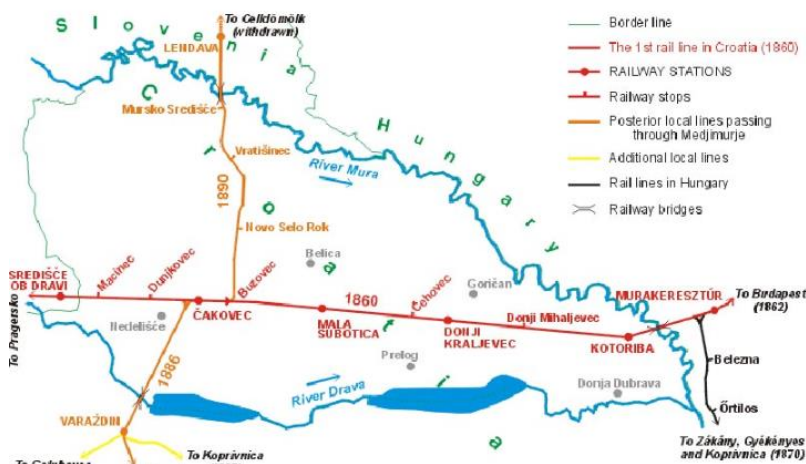 To Celldömölk
(withdrawn)
Slovenia
LENDAVA
Croatia
Hungary
Mursko Središče
Vratišinec
River Mura
1890
Novo Selo Rok
Belica
Goričan
SREDIŠČE
OB DRAVI
Macinec
Dunjkovec
Buzovec
1860
Čehovec
MURAKERESZTÚR
To Budapest
(1862)
To Pragersko
Nedelišče
ČAKOVEC
MALA
SUBOTICA
DONJI
KRALJEVEC
Donji Mihaljevec
KOTORIBA
Belezna
1886
Prelog
River Drava
Donja Dubrava
Őrtilos
VARAŽDIN
To Koprivnica
To Zákány, Gyékényes
and Koprivnica (1870)
Border line
The 1st rail line in Croatia (1860)
RAILWAY STATIONS
Railway stops
Posterior local lines passing
through Medjimurje
Additional local lines
Rail lines in Hungary
Railway bridges